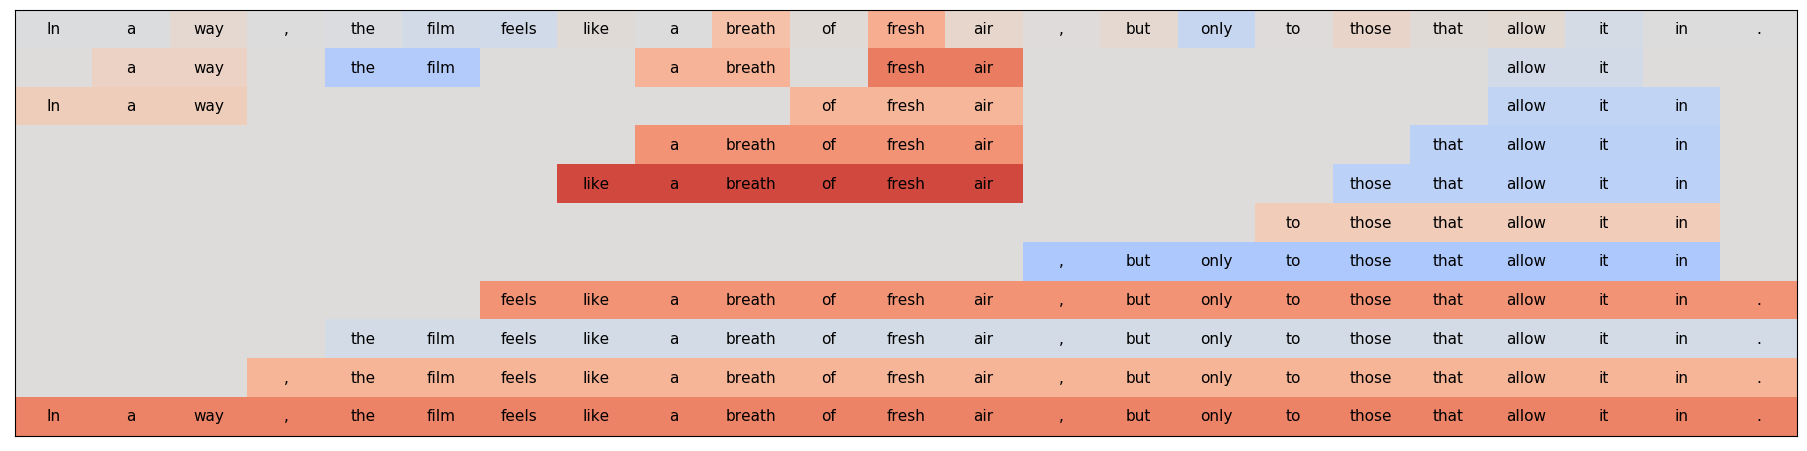 In a way , the film feels like a breath of fresh air , but only to those that allow it in .
a way the film a breath fresh air allow it
In a way of fresh air allow it in
a breath of fresh air that allow it in
like a breath of fresh air those that allow it in
to those that allow it in
, but only to those that allow it in
feels like a breath of fresh air , but only to those that allow it in .
the film feels like a breath of fresh air , but only to those that allow it in .
, the film feels like a breath of fresh air , but only to those that allow it in .
In a way , the film feels like a breath of fresh air , but only to those that allow it in .